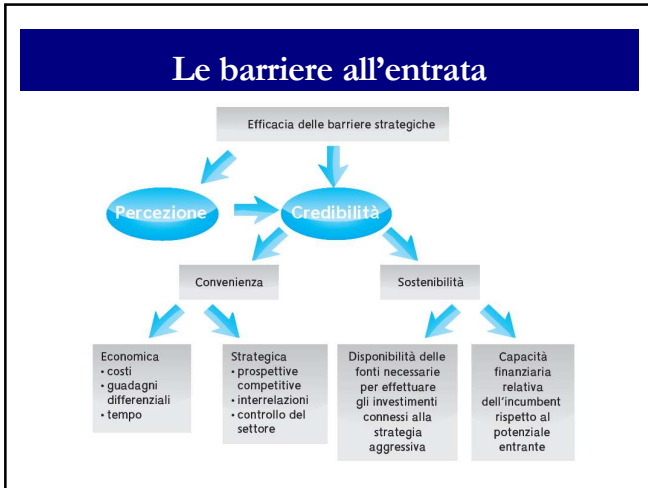 Le barriere all'entrata
Efficacia delle barriere strategiche
Percezione
Credibilità
Convenienza
Sostenibilità
Economica
• costi
• guadagni
differenziali
• tempo
Strategica
• prospettive
competitive
• interrelazioni
• controllo del
settore
Disponibilità delle
fonti necessarie
per effettuare
gli investimenti
connessi alla
strategia
aggressiva
Capacità
finanziaria
relativa
dell'incumbent
rispetto al
potenziale
entrante